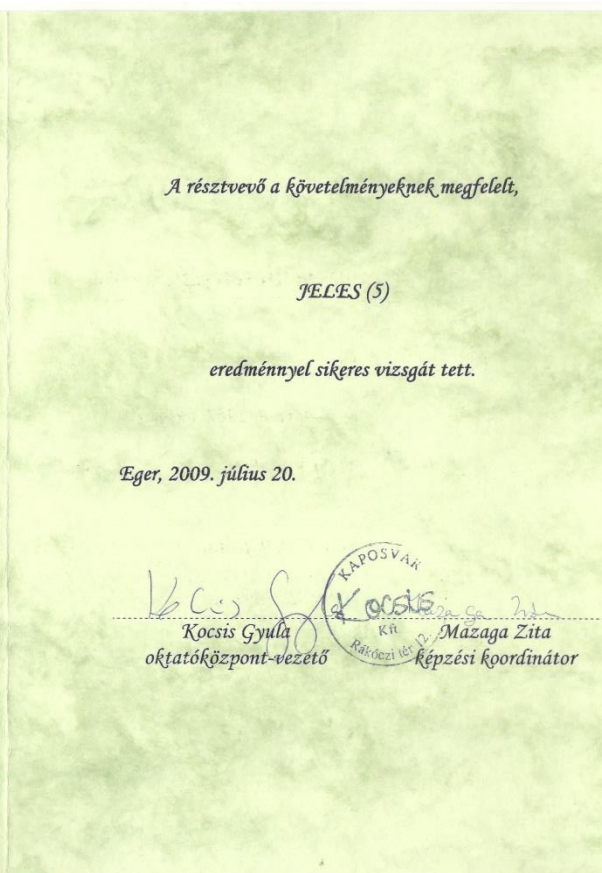 A résztvevő a követelményeknek megfelelt,
JELES (5)
eredménnyel sikeres vizsgát tett.
Eger, 2009. július 20.
KAPOSVÁR
Kocsis
Kft
Rákóczi tér 12.
Kocsis Gyula
oktatóközpont-vezető
Mazaga Zita
képzési koordinátor